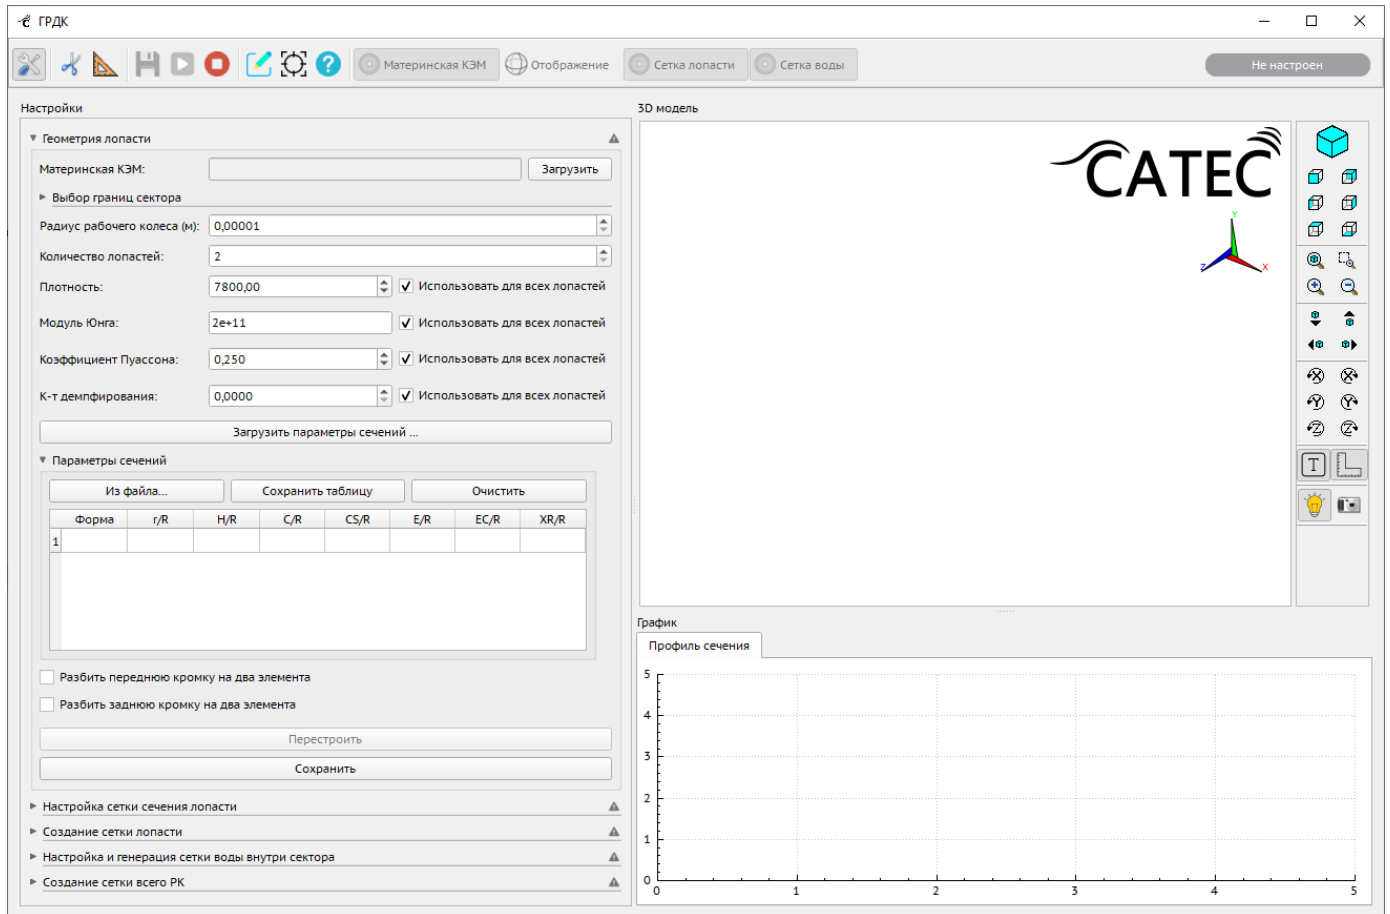 ГРДК
Материнская КЭМ
Отображение
Сетка лопасти
Сетка воды
Не настроен
Настройки
Геометрия лопасти
Материнская КЭМ:
Загрузить
Выбор границ сектора
Радиус рабочего колеса (м): 0,00001
Количество лопастей: 2
Плотность: 7800,00 Использовать для всех лопастей
Модуль Юнга: 2e+11 Использовать для всех лопастей
Коэффициент Пуассона: 0,250 Использовать для всех лопастей
К-т демпфирования: 0,0000 Использовать для всех лопастей
Загрузить параметры сечений ...
Параметры сечений
Из файла... Сохранить таблицу Очистить
Форма r/R H/R C/R CS/R E/R EC/R XR/R
1
Разбить переднюю кромку на два элемента
Разбить заднюю кромку на два элемента
Перестроить
Сохранить
Настройка сетки сечения лопасти
Создание сетки лопасти
Настройка и генерация сетки воды внутри сектора
Создание сетки всего РК
3D модель
CATEC
Y
Z
X
X X
Y Y
Z Z
T
График
Профиль сечения
5
4
3
2
1
0
0 1 2 3 4 5